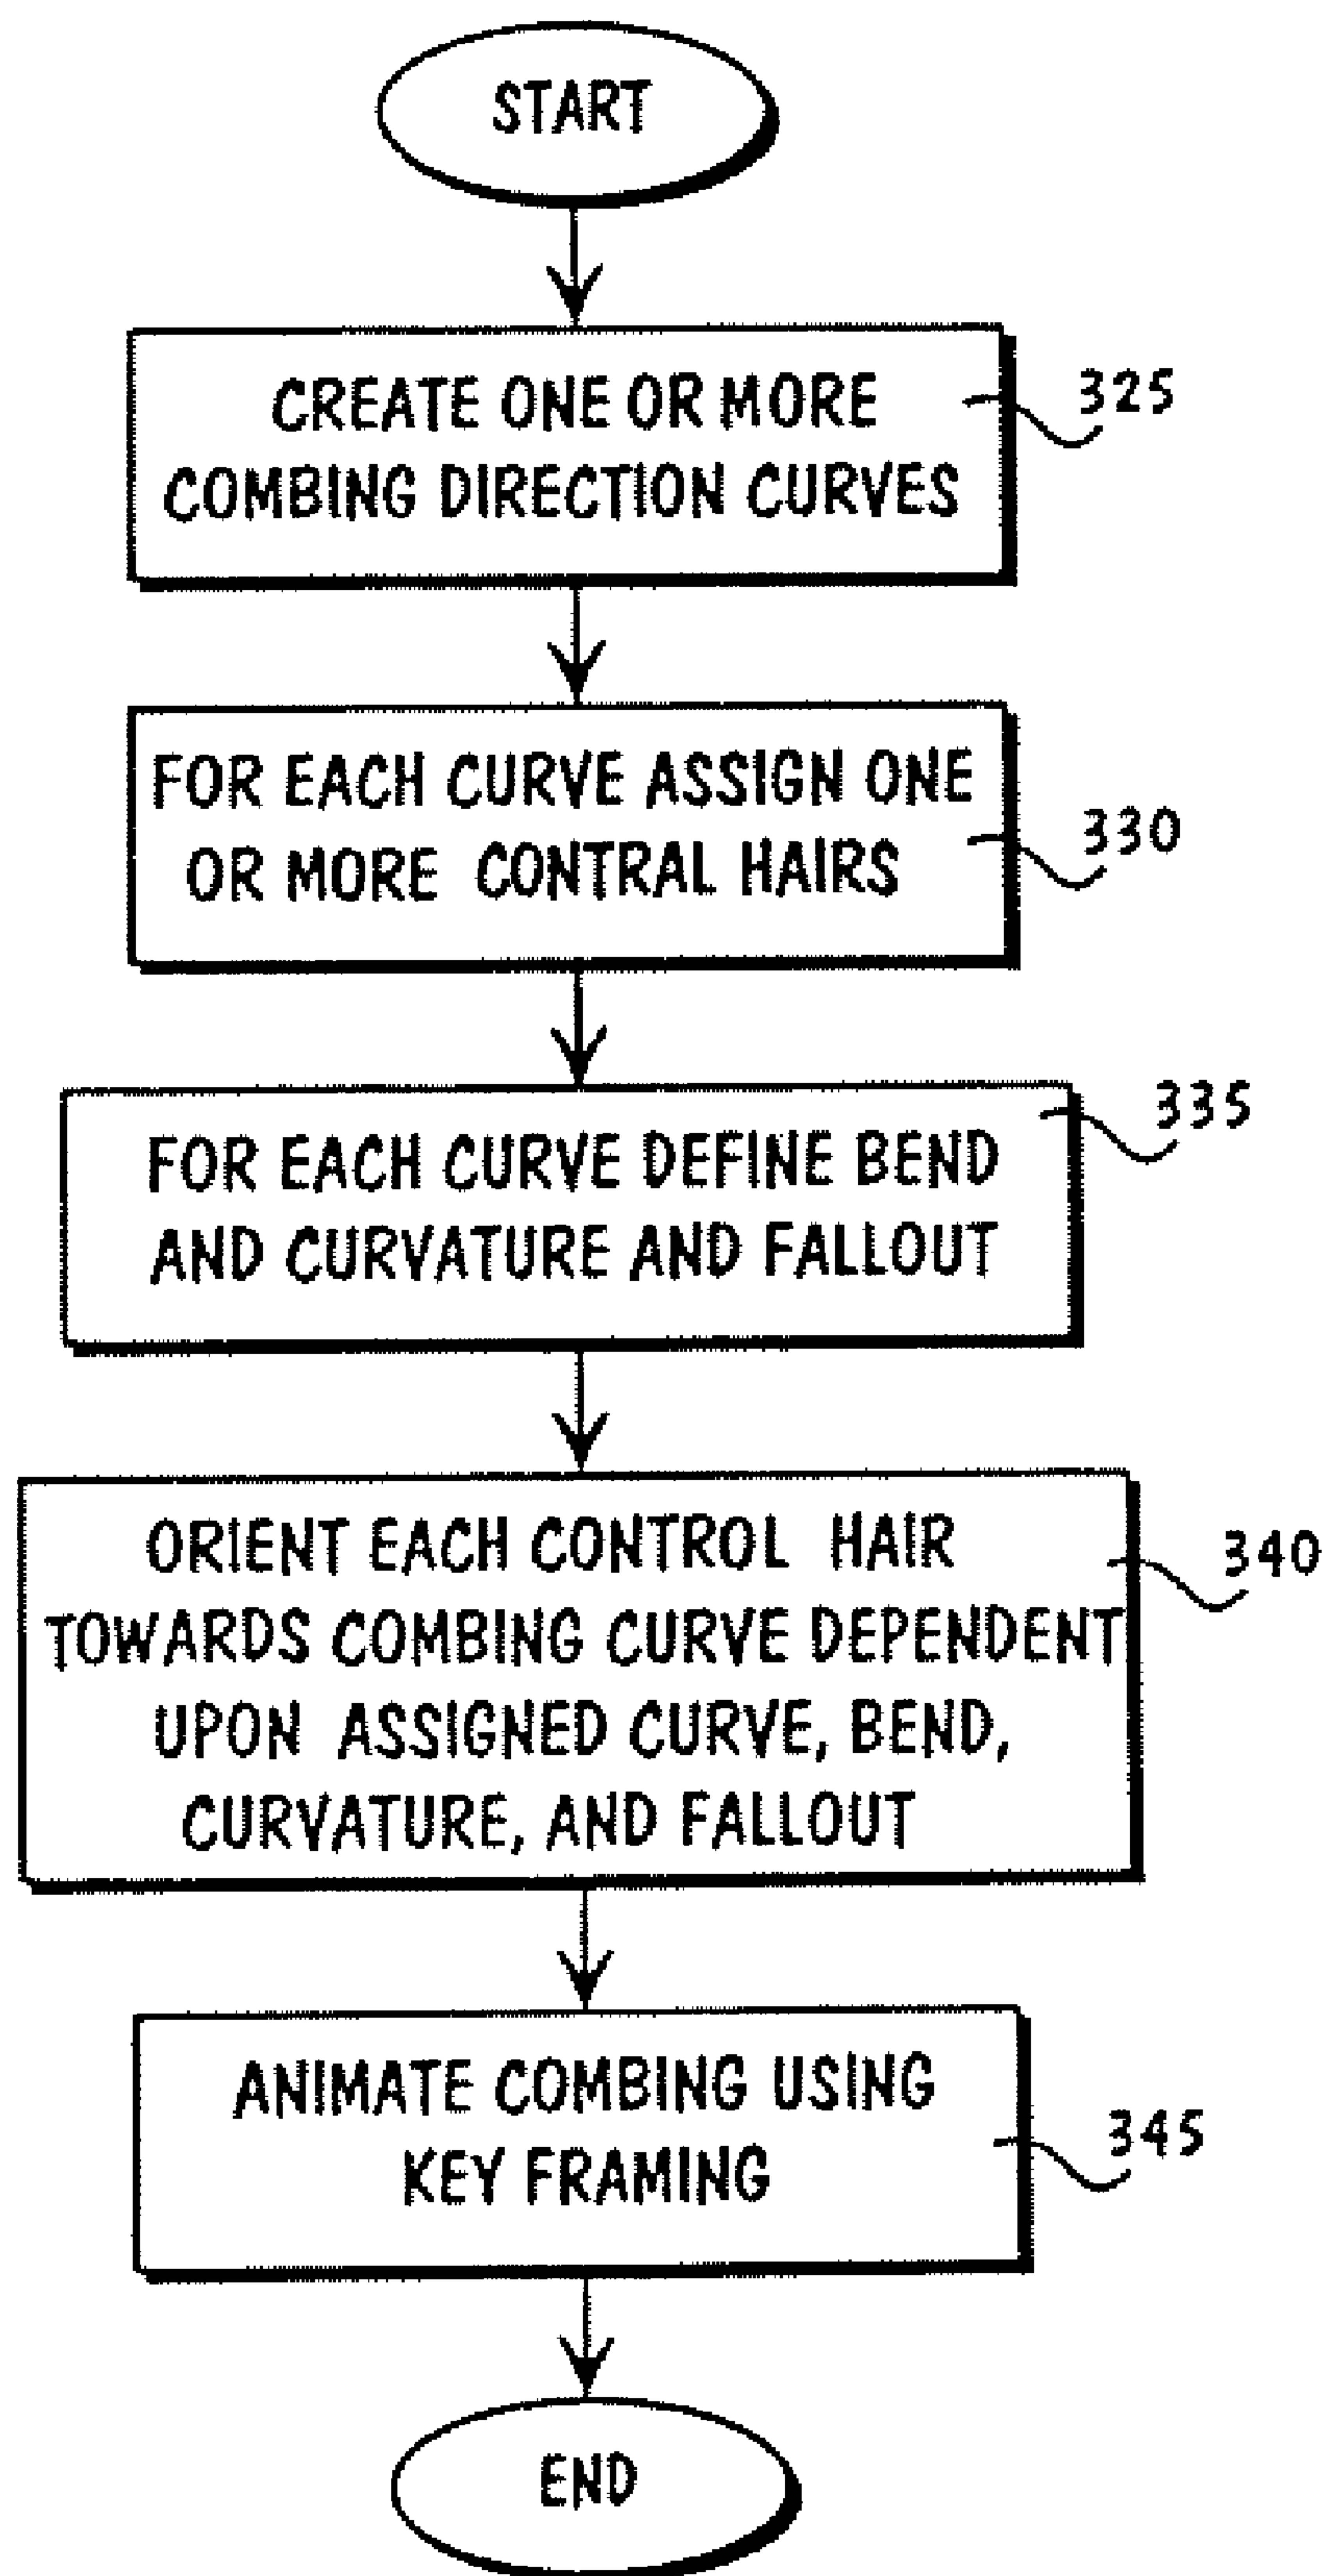 START
CREATE ONE OR MORE
COMBING DIRECTION CURVES
325
FOR EACH CURVE ASSIGN ONE
OR MORE CONTRAL HAIRS
330
FOR EACH CURVE DEFINE BEND
AND CURVATURE AND FALLOUT
335
ORIENT EACH CONTROL HAIR
TOWARDS COMBING CURVE DEPENDENT
UPON ASSIGNED CURVE, BEND,
CURVATURE, AND FALLOUT
340
ANIMATE COMBING USING
KEY FRAMING
345
END